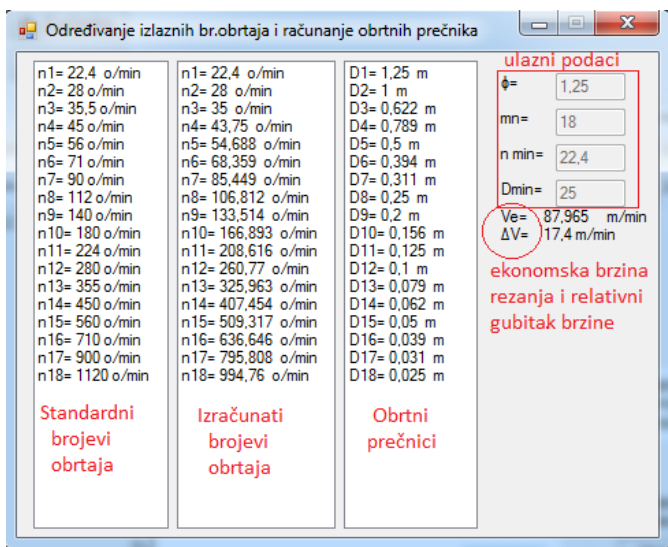 Određivanje izlaznih br.obrtaja i računanje obrtnih prečnika
n1= 22,4 o/min
n2= 28 o/min
n3= 35,5 o/min
n4= 45 o/min
n5= 56 o/min
n6= 71 o/min
n7= 90 o/min
n8= 112 o/min
n9= 140 o/min
n10= 180 o/min
n11= 224 o/min
n12= 280 o/min
n13= 355 o/min
n14= 450 o/min
n15= 560 o/min
n16= 710 o/min
n17= 900 o/min
n18= 1120 o/min
Standardni
brojevi
obrtaja
n1= 22,4 o/min
n2= 28 o/min
n3= 35 o/min
n4= 43,75 o/min
n5= 54,688 o/min
n6= 68,359 o/min
n7= 85,449 o/min
n8= 106,812 o/min
n9= 133,514 o/min
n10= 166,893 o/min
n11= 208,616 o/min
n12= 260,77 o/min
n13= 325,963 o/min
n14= 407,454 o/min
n15= 509,317 o/min
n16= 636,646 o/min
n17= 795,808 o/min
n18= 994,76 o/min
Izračunati
brojevi
obrtaja
D1= 1,25 m
D2= 1 m
D3= 0,622 m
D4= 0,789 m
D5= 0,5 m
D6= 0,394 m
D7= 0,311 m
D8= 0,25 m
D9= 0,2 m
D10= 0,156 m
D11= 0,125 m
D12= 0,1 m
D13= 0,079 m
D14= 0,062 m
D15= 0,05 m
D16= 0,039 m
D17= 0,031 m
D18= 0,025 m
Obrtni
prečnici
ulazni podaci
ϕ= 1,25
mn= 18
n min= 22,4
Dmin= 25
Ve= 87,965 m/min
ΔV= 17,4 m/min
ekonomska brzina
rezanja i relativni
gubitak brzine